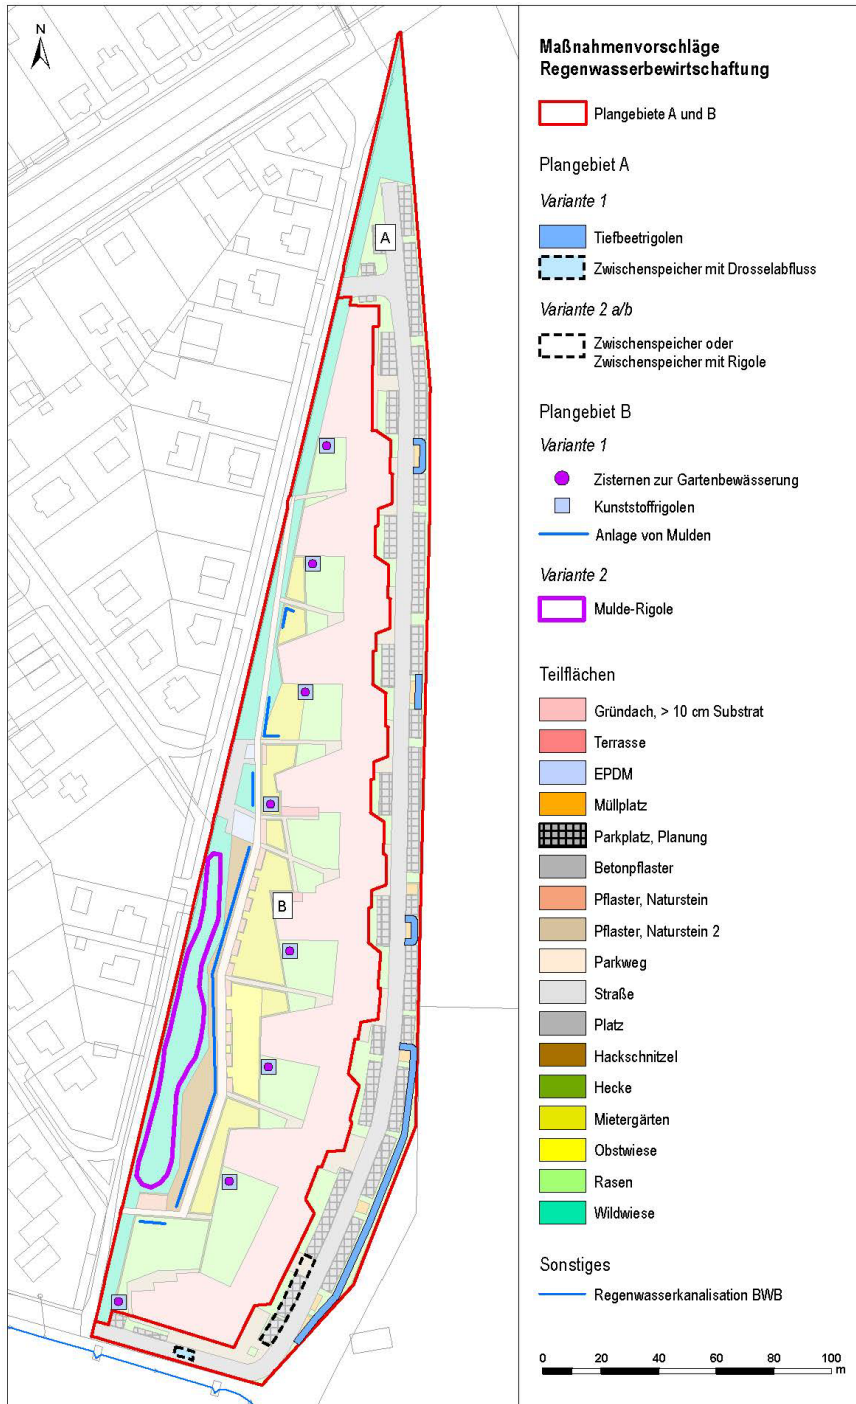 N
A
B
Maßnahmenvorschläge
Regenwasserbewirtschaftung
Plangebiete A und B
Plangebiet A
Variante 1
Tiefbeetrigolen
Zwischenspeicher mit Drosselabfluss
Variante 2 a/b
Zwischenspeicher oder
Zwischenspeicher mit Rigole
Plangebiet B
Variante 1
Zisternen zur Gartenbewässerung
Kunststoffrigolen
Anlage von Mulden
Variante 2
Mulde-Rigole
Teilflächen
Gründach, > 10 cm Substrat
Terrasse
EPDM
Müllplatz
Parkplatz, Planung
Betonpflaster
Pflaster, Naturstein
Pflaster, Naturstein 2
Parkweg
Straße
Platz
Hackschnitzel
Hecke
Mietergärten
Obstwiese
Rasen
Wildwiese
Sonstiges
Regenwasserkanalisation BWB
0 20 40 60 80 100
m